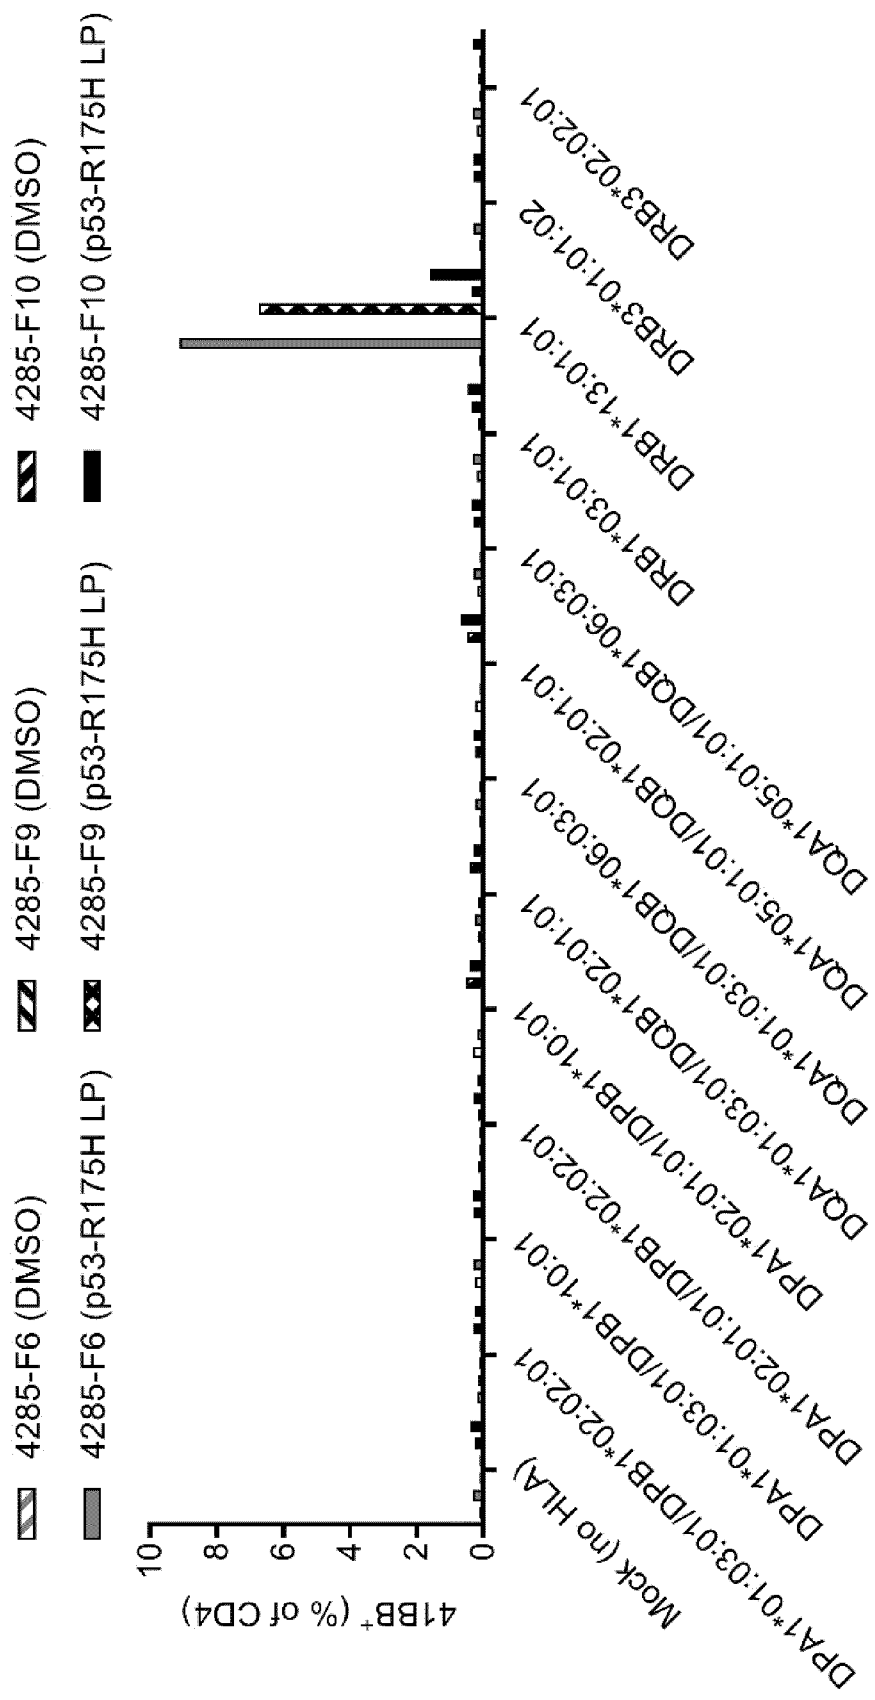 4285-F6 (DMSO)
4285-F9 (DMSO)
4285-F10 (DMSO)
4285-F6 (p53-R175H LP)
4285-F9 (p53-R175H LP)
4285-F10 (p53-R175H LP)
41BB+ (% of CD4)
10
8
6
4
2
0
Mock (no HLA)
DPA1*01:03:01/DPB1*02:02:01
DPA1*01:03:01/DPB1*10:01
DPA1*02:01:01/DPB1*02:02:01
DPA1*02:01:01/DPB1*10:01
DQA1*01:03:01/DQB1*02:01:01
DQA1*01:03:01/DQB1*06:03:01
DQA1*05:01:01/DQB1*02:01:01
DQA1*05:01:01/DQB1*06:03:01
DRB1*03:01:01
DRB1*13:01:01
DRB3*01:01:02
DRB3*02:02:01